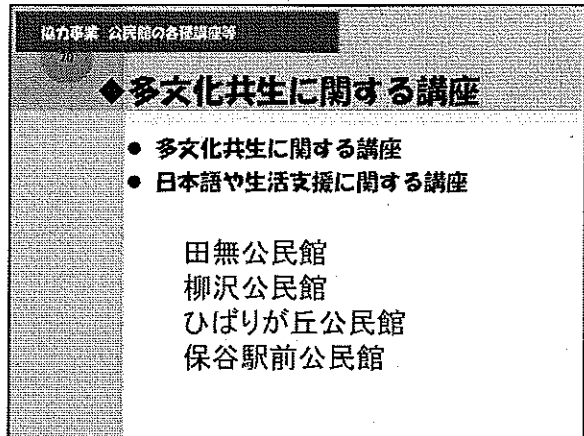 協力事業 公民館の各種講座等
◆多文化共生に関する講座
● 多文化共生に関する講座
● 日本語や生活支援に関する講座
田無公民館
柳沢公民館
ひばりが丘公民館
保谷駅前公民館